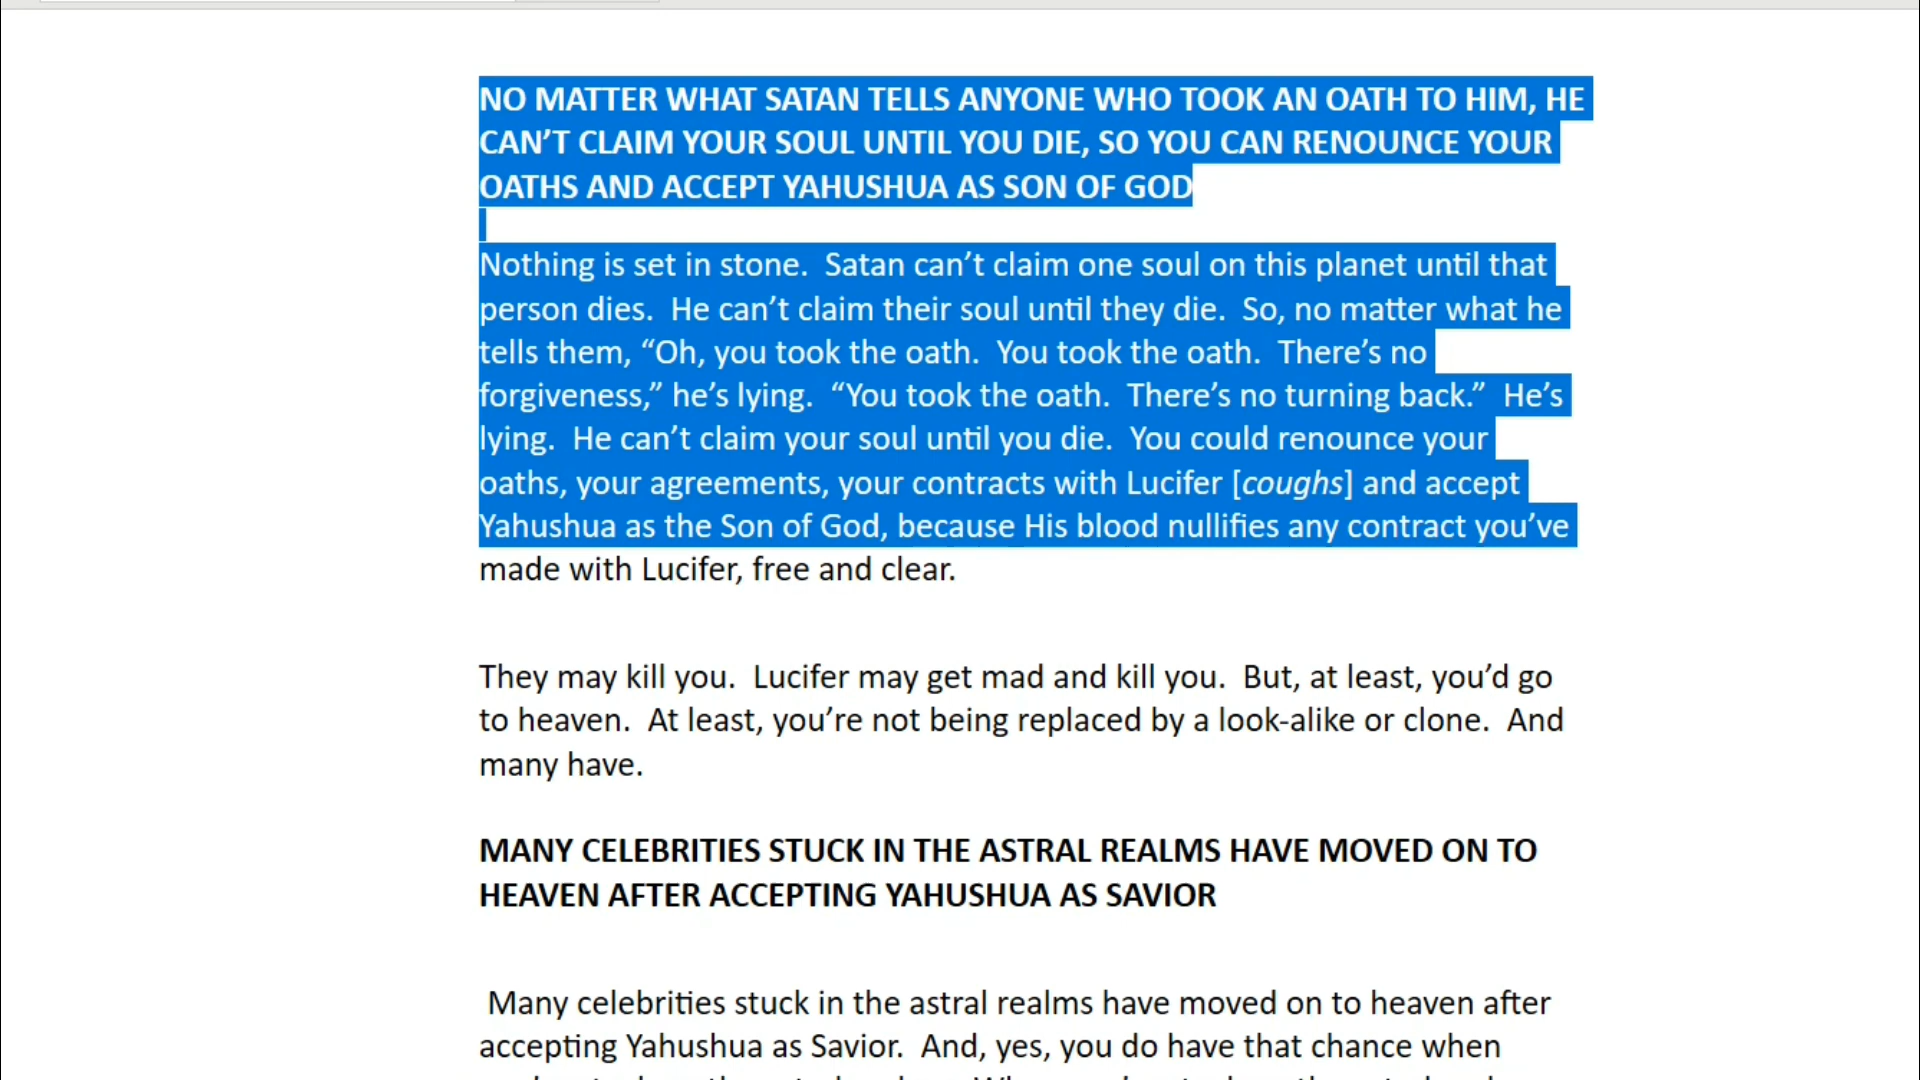 NO MATTER WHAT SATAN TELLS ANYONE WHO TOOK AN OATH TO HIM, HE
CAN’T CLAIM YOUR SOUL UNTIL YOU DIE, SO YOU CAN RENOUNCE YOUR
OATHS AND ACCEPT YAHUSHUA AS SON OF GOD
Nothing is set in stone.  Satan can’t claim one soul on this planet until that
person dies.  He can’t claim their soul until they die.  So, no matter what he
tells them, “Oh, you took the oath.  You took the oath.  There’s no
forgiveness,” he’s lying.  “You took the oath.  There’s no turning back.”  He’s
lying.  He can’t claim your soul until you die.  You could renounce your
oaths, your agreements, your contracts with Lucifer [coughs] and accept
Yahushua as the Son of God, because His blood nullifies any contract you’ve
made with Lucifer, free and clear.
They may kill you.  Lucifer may get mad and kill you.  But, at least, you’d go
to heaven.  At least, you’re not being replaced by a look-alike or clone.  And
many have.
MANY CELEBRITIES STUCK IN THE ASTRAL REALMS HAVE MOVED ON TO
HEAVEN AFTER ACCEPTING YAHUSHUA AS SAVIOR
Many celebrities stuck in the astral realms have moved on to heaven after
accepting Yahushua as Savior.  And, yes, you do have that chance when